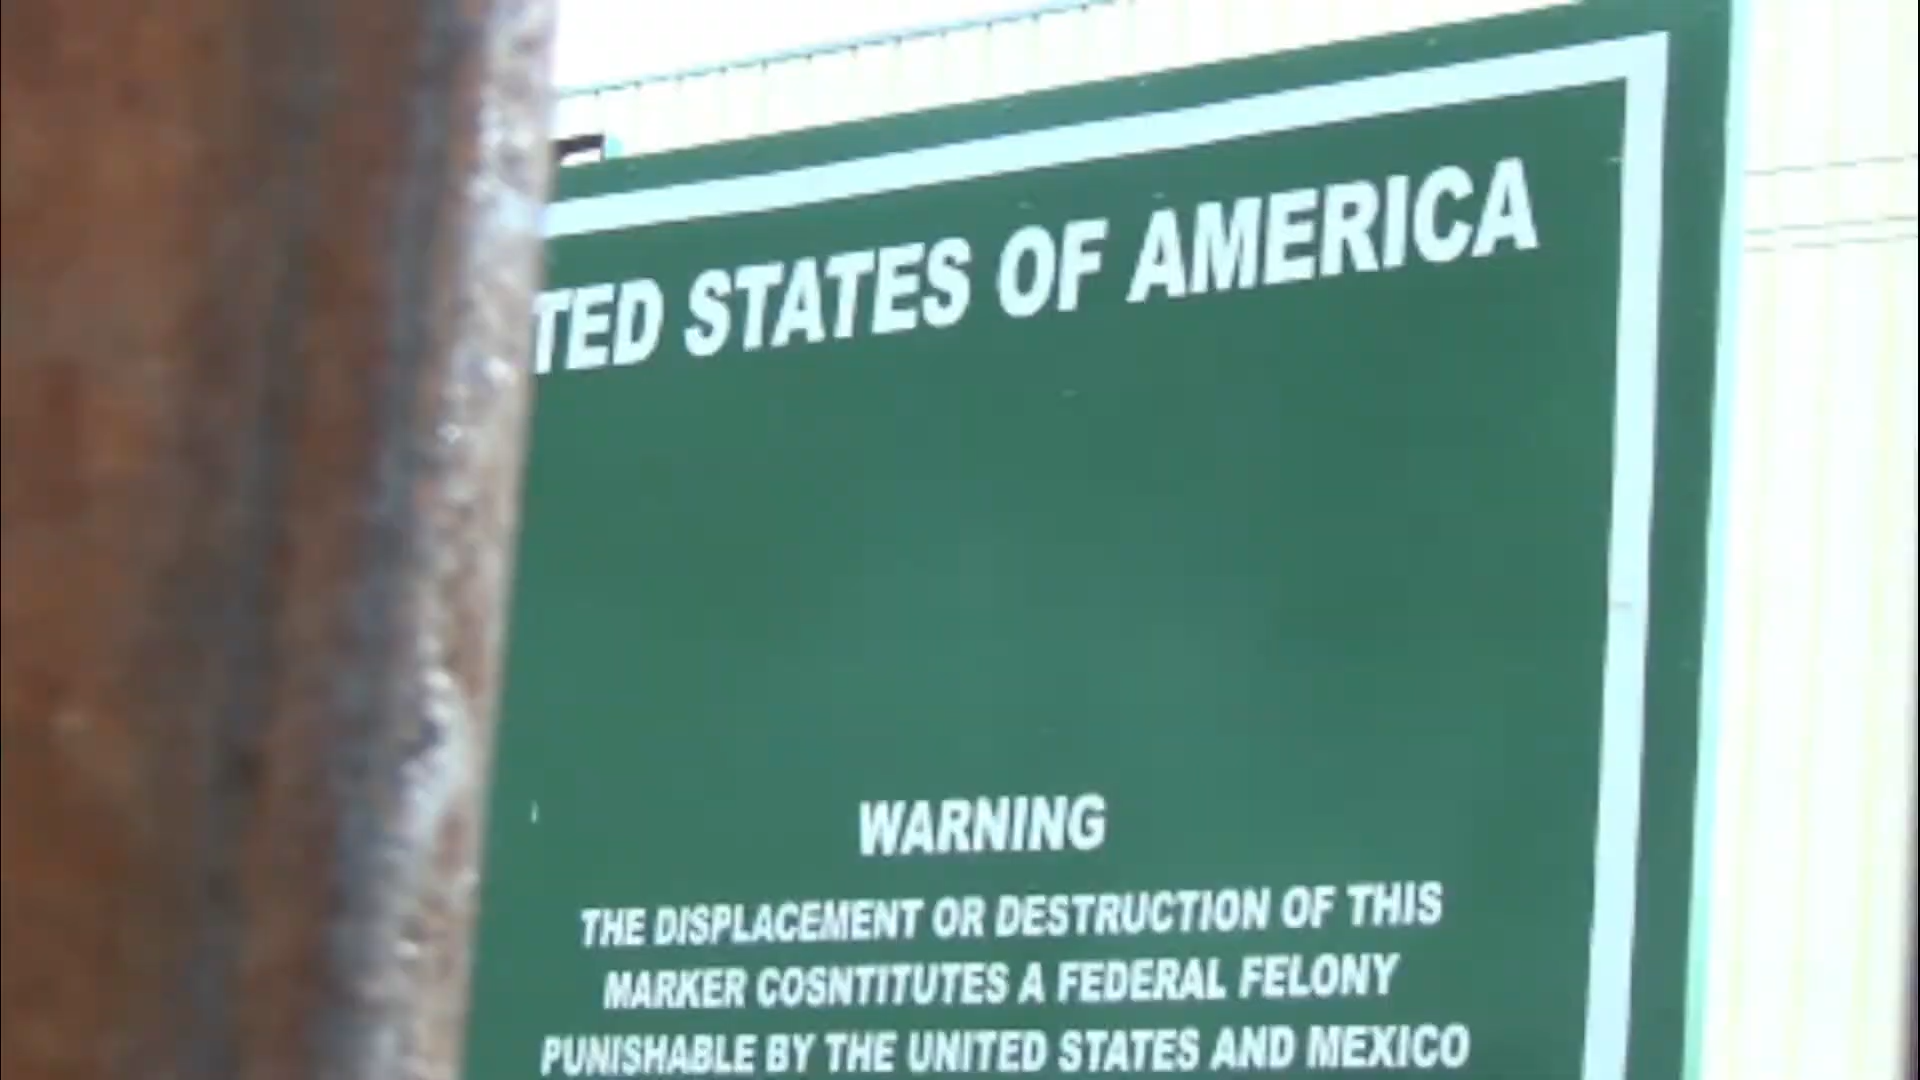 TED STATES OF AMERICA
WARNING
THE DISPLACEMENT OR DESTRUCTION OF THIS
MARKER COSNTITUTES A FEDERAL FELONY
PUNISHABLE BY THE UNITED STATES AND MEXICO